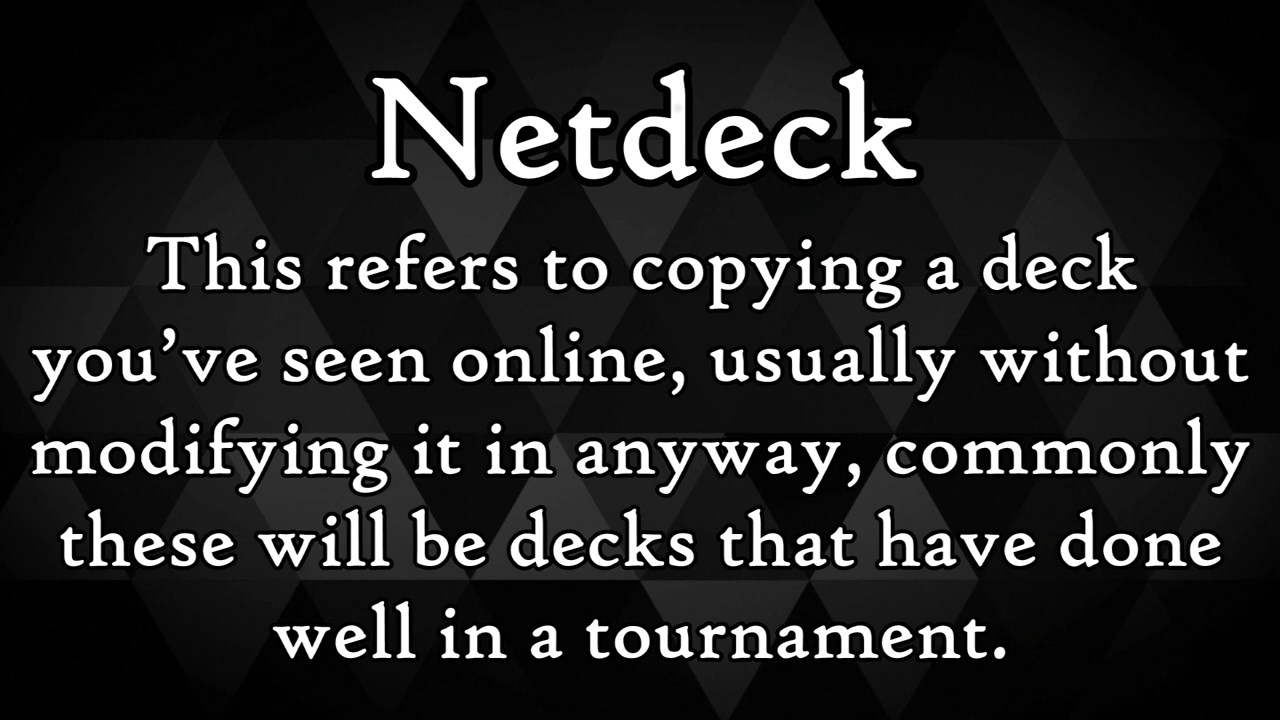 Netdeck
This refers to copying a deck
you’ve seen online, usually without
modifying it in anyway, commonly
these will be decks that have done
well in a tournament.